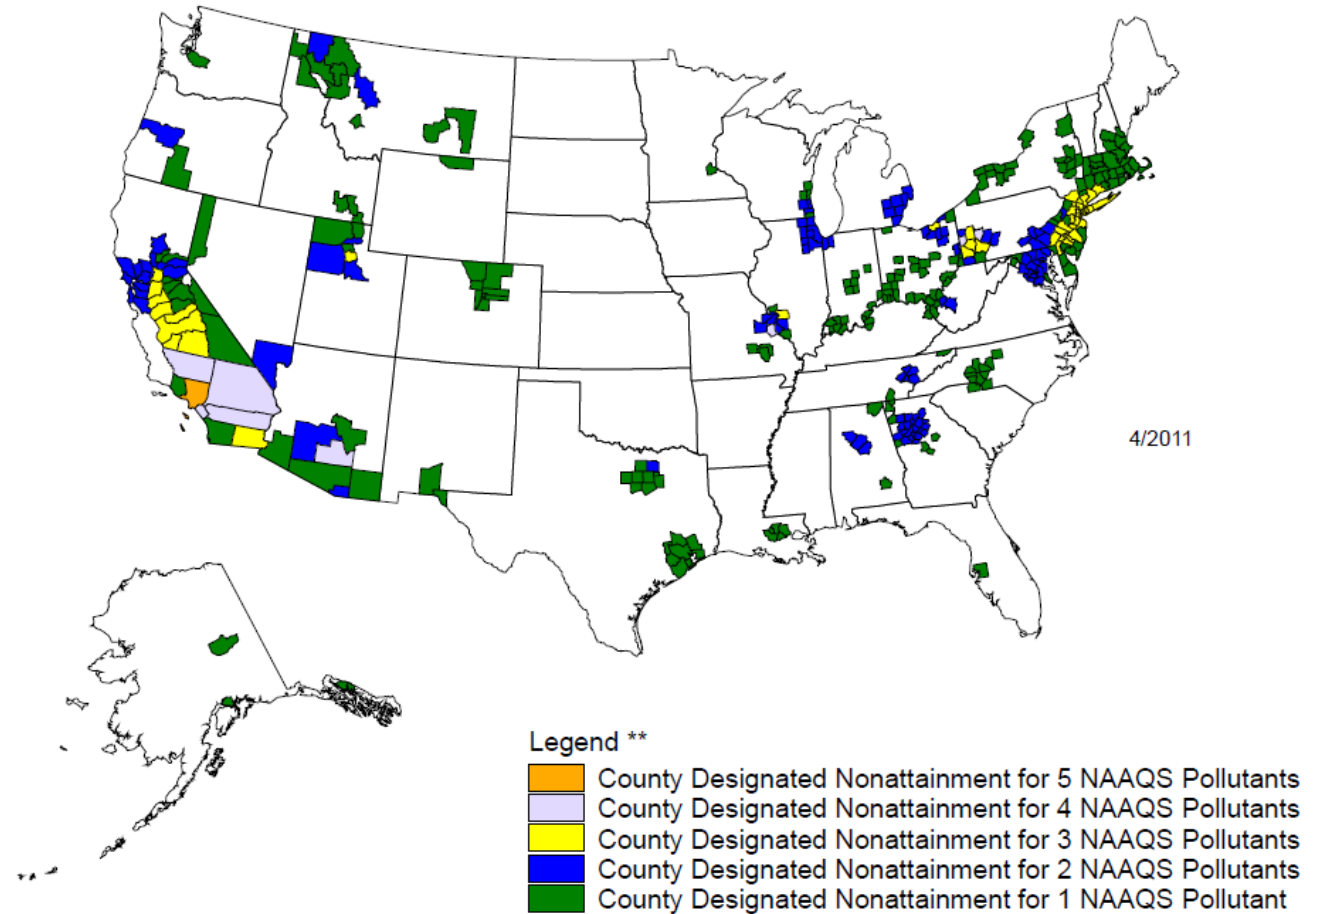 4/2011
Legend **
County Designated Nonattainment for 5 NAAQS Pollutants
County Designated Nonattainment for 4 NAAQS Pollutants
County Designated Nonattainment for 3 NAAQS Pollutants
County Designated Nonattainment for 2 NAAQS Pollutants
County Designated Nonattainment for 1 NAAQS Pollutant